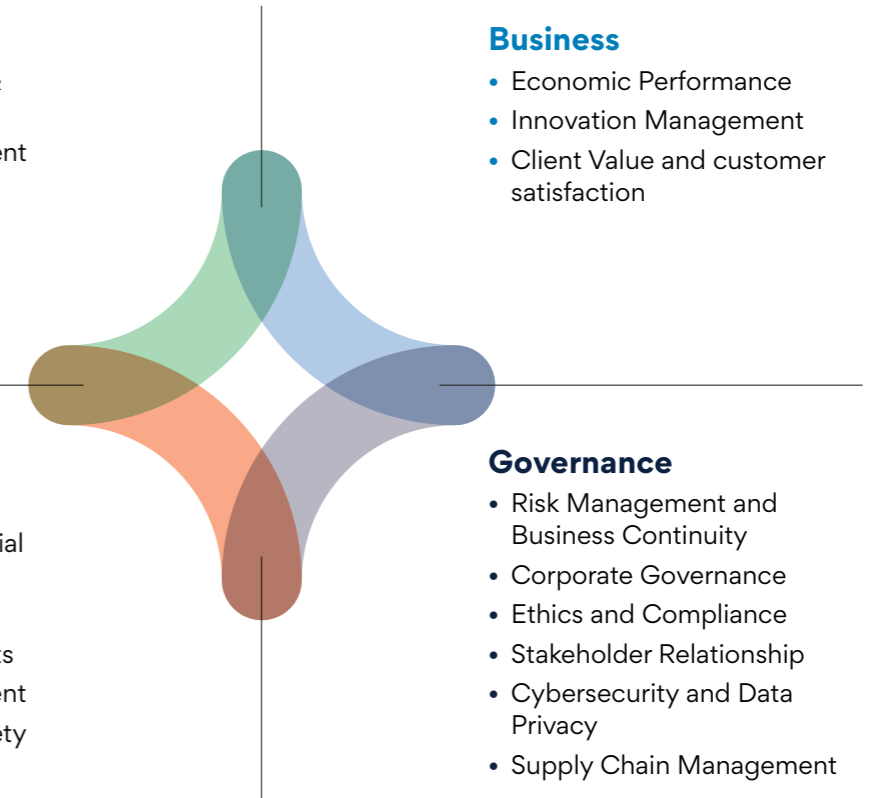 Business
• Economic Performance
• Innovation Management
• Client Value and customer
satisfaction
Governance
• Risk Management and
Business Continuity
• Corporate Governance
• Ethics and Compliance
• Stakeholder Relationship
• Cybersecurity and Data
Privacy
• Supply Chain Management